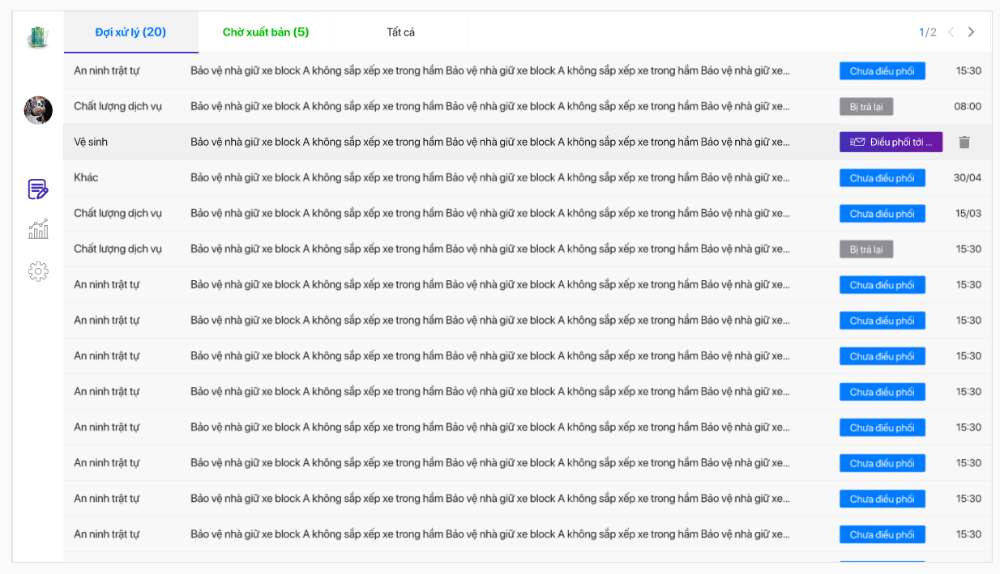 Đợi xử lý (20) Chờ xuất bản (5) Tất cả 1/2
An ninh trật tự Bảo vệ nhà giữ xe block A không sắp xếp xe trong hầm Bảo vệ nhà giữ xe block A không sắp xếp xe trong hầm Bảo vệ nhà giữ xe... Chưa điều phối 15:30
Chất lượng dịch vụ Bảo vệ nhà giữ xe block A không sắp xếp xe trong hầm Bảo vệ nhà giữ xe block A không sắp xếp xe trong hầm Bảo vệ nhà giữ xe... Bị trả lại 08:00
Vệ sinh Bảo vệ nhà giữ xe block A không sắp xếp xe trong hầm Bảo vệ nhà giữ xe block A không sắp xếp xe trong hầm Bảo vệ nhà giữ xe... Điều phối tới ...
Khác Bảo vệ nhà giữ xe block A không sắp xếp xe trong hầm Bảo vệ nhà giữ xe block A không sắp xếp xe trong hầm Bảo vệ nhà giữ xe... Chưa điều phối 30/04
Chất lượng dịch vụ Bảo vệ nhà giữ xe block A không sắp xếp xe trong hầm Bảo vệ nhà giữ xe block A không sắp xếp xe trong hầm Bảo vệ nhà giữ xe... Chưa điều phối 15/03
Chất lượng dịch vụ Bảo vệ nhà giữ xe block A không sắp xếp xe trong hầm Bảo vệ nhà giữ xe block A không sắp xếp xe trong hầm Bảo vệ nhà giữ xe... Bị trả lại 15:30
An ninh trật tự Bảo vệ nhà giữ xe block A không sắp xếp xe trong hầm Bảo vệ nhà giữ xe block A không sắp xếp xe trong hầm Bảo vệ nhà giữ xe... Chưa điều phối 15:30
An ninh trật tự Bảo vệ nhà giữ xe block A không sắp xếp xe trong hầm Bảo vệ nhà giữ xe block A không sắp xếp xe trong hầm Bảo vệ nhà giữ xe... Chưa điều phối 15:30
An ninh trật tự Bảo vệ nhà giữ xe block A không sắp xếp xe trong hầm Bảo vệ nhà giữ xe block A không sắp xếp xe trong hầm Bảo vệ nhà giữ xe... Chưa điều phối 15:30
An ninh trật tự Bảo vệ nhà giữ xe block A không sắp xếp xe trong hầm Bảo vệ nhà giữ xe block A không sắp xếp xe trong hầm Bảo vệ nhà giữ xe... Chưa điều phối 15:30
An ninh trật tự Bảo vệ nhà giữ xe block A không sắp xếp xe trong hầm Bảo vệ nhà giữ xe block A không sắp xếp xe trong hầm Bảo vệ nhà giữ xe... Chưa điều phối 15:30
An ninh trật tự Bảo vệ nhà giữ xe block A không sắp xếp xe trong hầm Bảo vệ nhà giữ xe block A không sắp xếp xe trong hầm Bảo vệ nhà giữ xe... Chưa điều phối 15:30
An ninh trật tự Bảo vệ nhà giữ xe block A không sắp xếp xe trong hầm Bảo vệ nhà giữ xe block A không sắp xếp xe trong hầm Bảo vệ nhà giữ xe... Chưa điều phối 15:30
An ninh trật tự Bảo vệ nhà giữ xe block A không sắp xếp xe trong hầm Bảo vệ nhà giữ xe block A không sắp xếp xe trong hầm Bảo vệ nhà giữ xe... Chưa điều phối 15:30